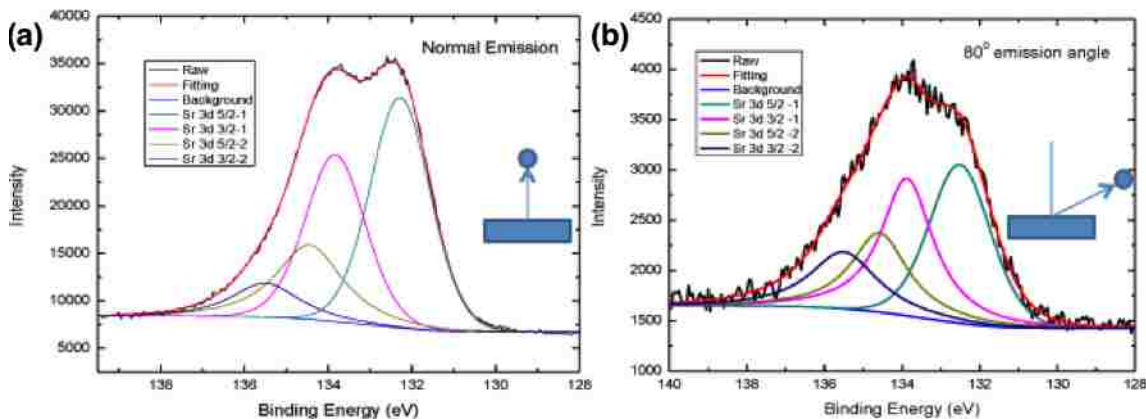 (a)
Normal Emission
Raw
Fitting
Background
Sr 3d 5/2-1
Sr 3d 3/2-1
Sr 3d 5/2-2
Sr 3d 3/2-2
40000
35000
30000
25000
20000
15000
10000
5000
Intensity
138 136 134 132 130 128
Binding Energy (eV)
(b)
80° emission angle
Raw
Fitting
Background
Sr 3d 5/2 -1
Sr 3d 3/2 -1
Sr 3d 5/2 -2
Sr 3d 3/2 -2
4500
4000
3500
3000
2500
2000
1500
1000
Intensity
140 138 135 134 132 130 128
Binding Energy (eV)